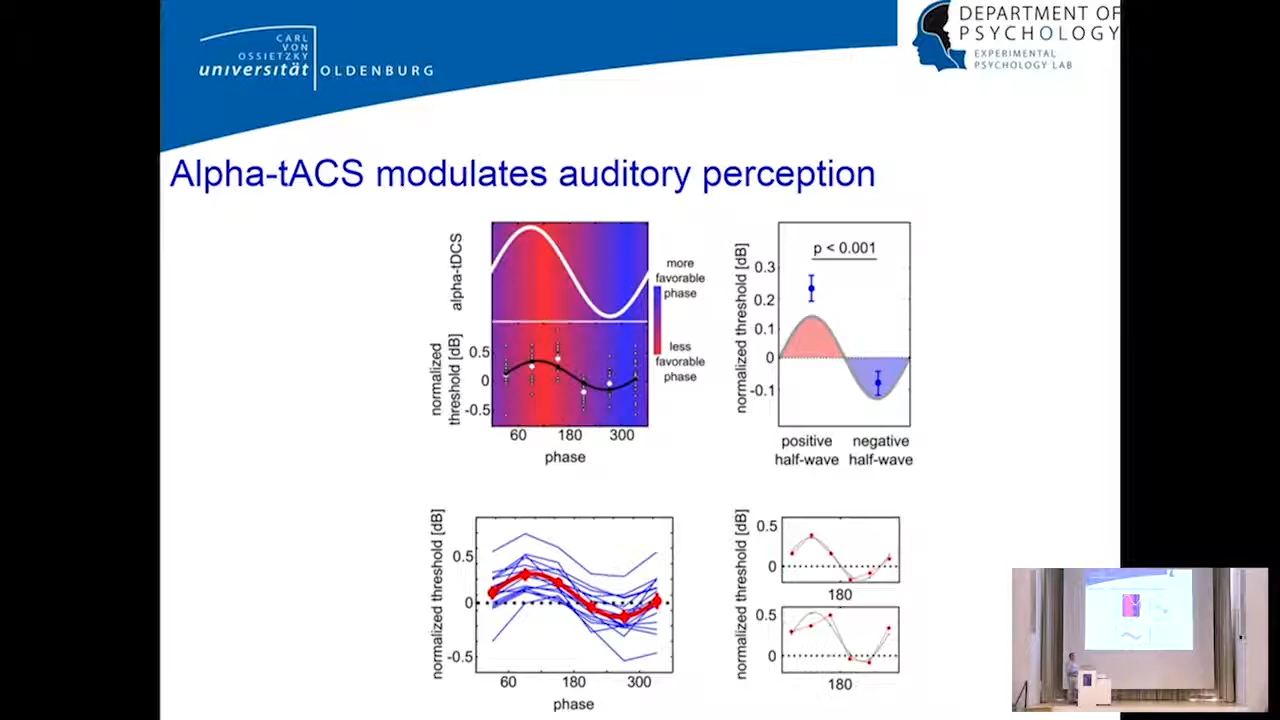 CARL
VON
OSSIETZKY
universität OLDENBURG
DEPARTMENT OF
PSYCHOLOGY
EXPERIMENTAL
PSYCHOLOGY LAB
Alpha-tACS modulates auditory perception
alpha-tDCS
more
favorable
phase
less
favorable
phase
normalized
threshold [dB]
0.5
0
-0.5
60 180 300
phase
normalized threshold [dB]
p < 0.001
0.3
0.2
0.1
0
-0.1
positive
half-wave
negative
half-wave
normalized threshold [dB]
0.5
0
-0.5
60 180 300
phase
normalized threshold [dB]
0.5
0
180
0.5
0
180